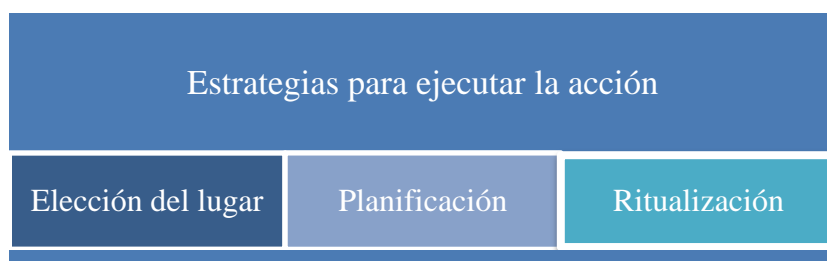 Estrategias para ejecutar la acción
Elección del lugar
Planificación
Ritualización